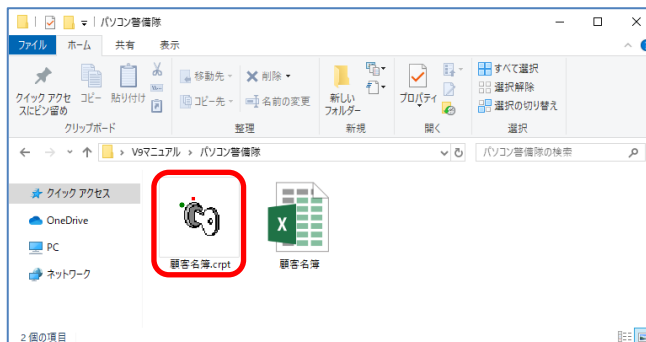 パソコン警備隊
ファイル ホーム 共有 表示
クイック アクセスにピン留め
コピー
貼り付け
移動先
コピー先
削除
名前の変更
新しいフォルダー
プロパティ
すべて選択
選択解除
選択の切り替え
クリップボード 整理 新規 開く 選択
V9マニュアル › パソコン警備隊
パソコン警備隊の検索
クイック アクセス
OneDrive
PC
ネットワーク
顧客名簿.crpt
顧客名簿
2 個の項目